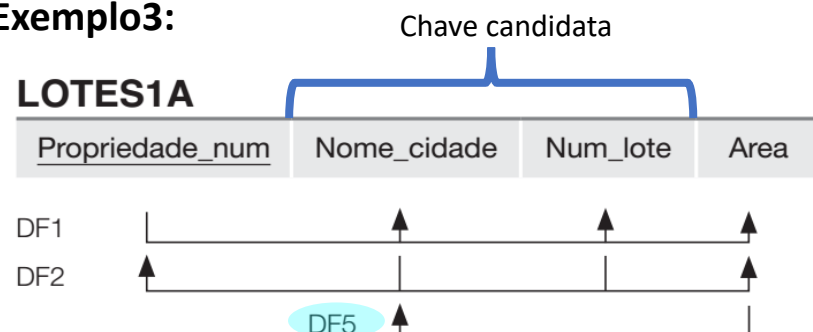 Exemplo3:
Chave candidata
LOTES1A
Propriedade_num Nome_cidade Num_lote Area
DF1
DF2
DF5